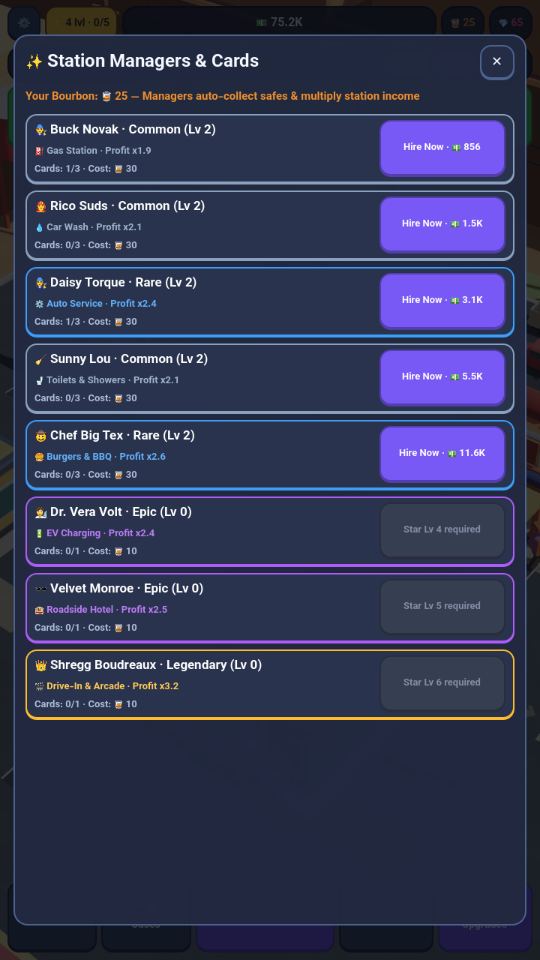 4 lvl · 0/5
75.2K
25
65
Station Managers & Cards
✕
Your Bourbon: 25 — Managers auto-collect safes & multiply station income
Buck Novak · Common (Lv 2)
Gas Station · Profit x1.9
Cards: 1/3 · Cost: 30
Hire Now · 856
Rico Suds · Common (Lv 2)
Car Wash · Profit x2.1
Cards: 0/3 · Cost: 30
Hire Now · 1.5K
Daisy Torque · Rare (Lv 2)
Auto Service · Profit x2.4
Cards: 1/3 · Cost: 30
Hire Now · 3.1K
Sunny Lou · Common (Lv 2)
Toilets & Showers · Profit x2.1
Cards: 0/3 · Cost: 30
Hire Now · 5.5K
Chef Big Tex · Rare (Lv 2)
Burgers & BBQ · Profit x2.6
Cards: 0/3 · Cost: 30
Hire Now · 11.6K
Dr. Vera Volt · Epic (Lv 0)
EV Charging · Profit x2.4
Cards: 0/1 · Cost: 10
Star Lv 4 required
Velvet Monroe · Epic (Lv 0)
Roadside Hotel · Profit x2.5
Cards: 0/1 · Cost: 10
Star Lv 5 required
Shregg Boudreaux · Legendary (Lv 0)
Drive-In & Arcade · Profit x3.2
Cards: 0/1 · Cost: 10
Star Lv 6 required